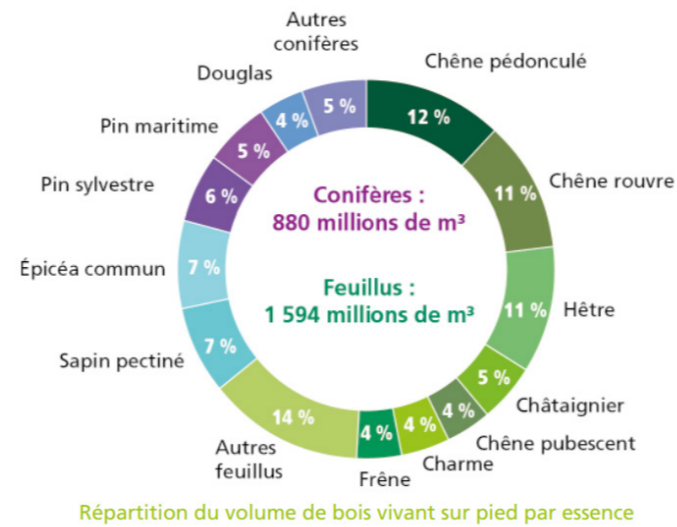 Autres
conifères
Chêne pédonculé
12 %
Chêne rouvre
11 %
Hêtre
11 %
Châtaignier
5 %
Chêne pubescent
4 %
Charme
4 %
Frêne
4 %
Autres
feuillus
14 %
Sapin pectiné
7 %
Épicéa commun
7 %
Pin sylvestre
6 %
Pin maritime
5 %
Douglas
4 %
5 %
Conifères :
880 millions de m³
Feuillus :
1 594 millions de m³
Répartition du volume de bois vivant sur pied par essence